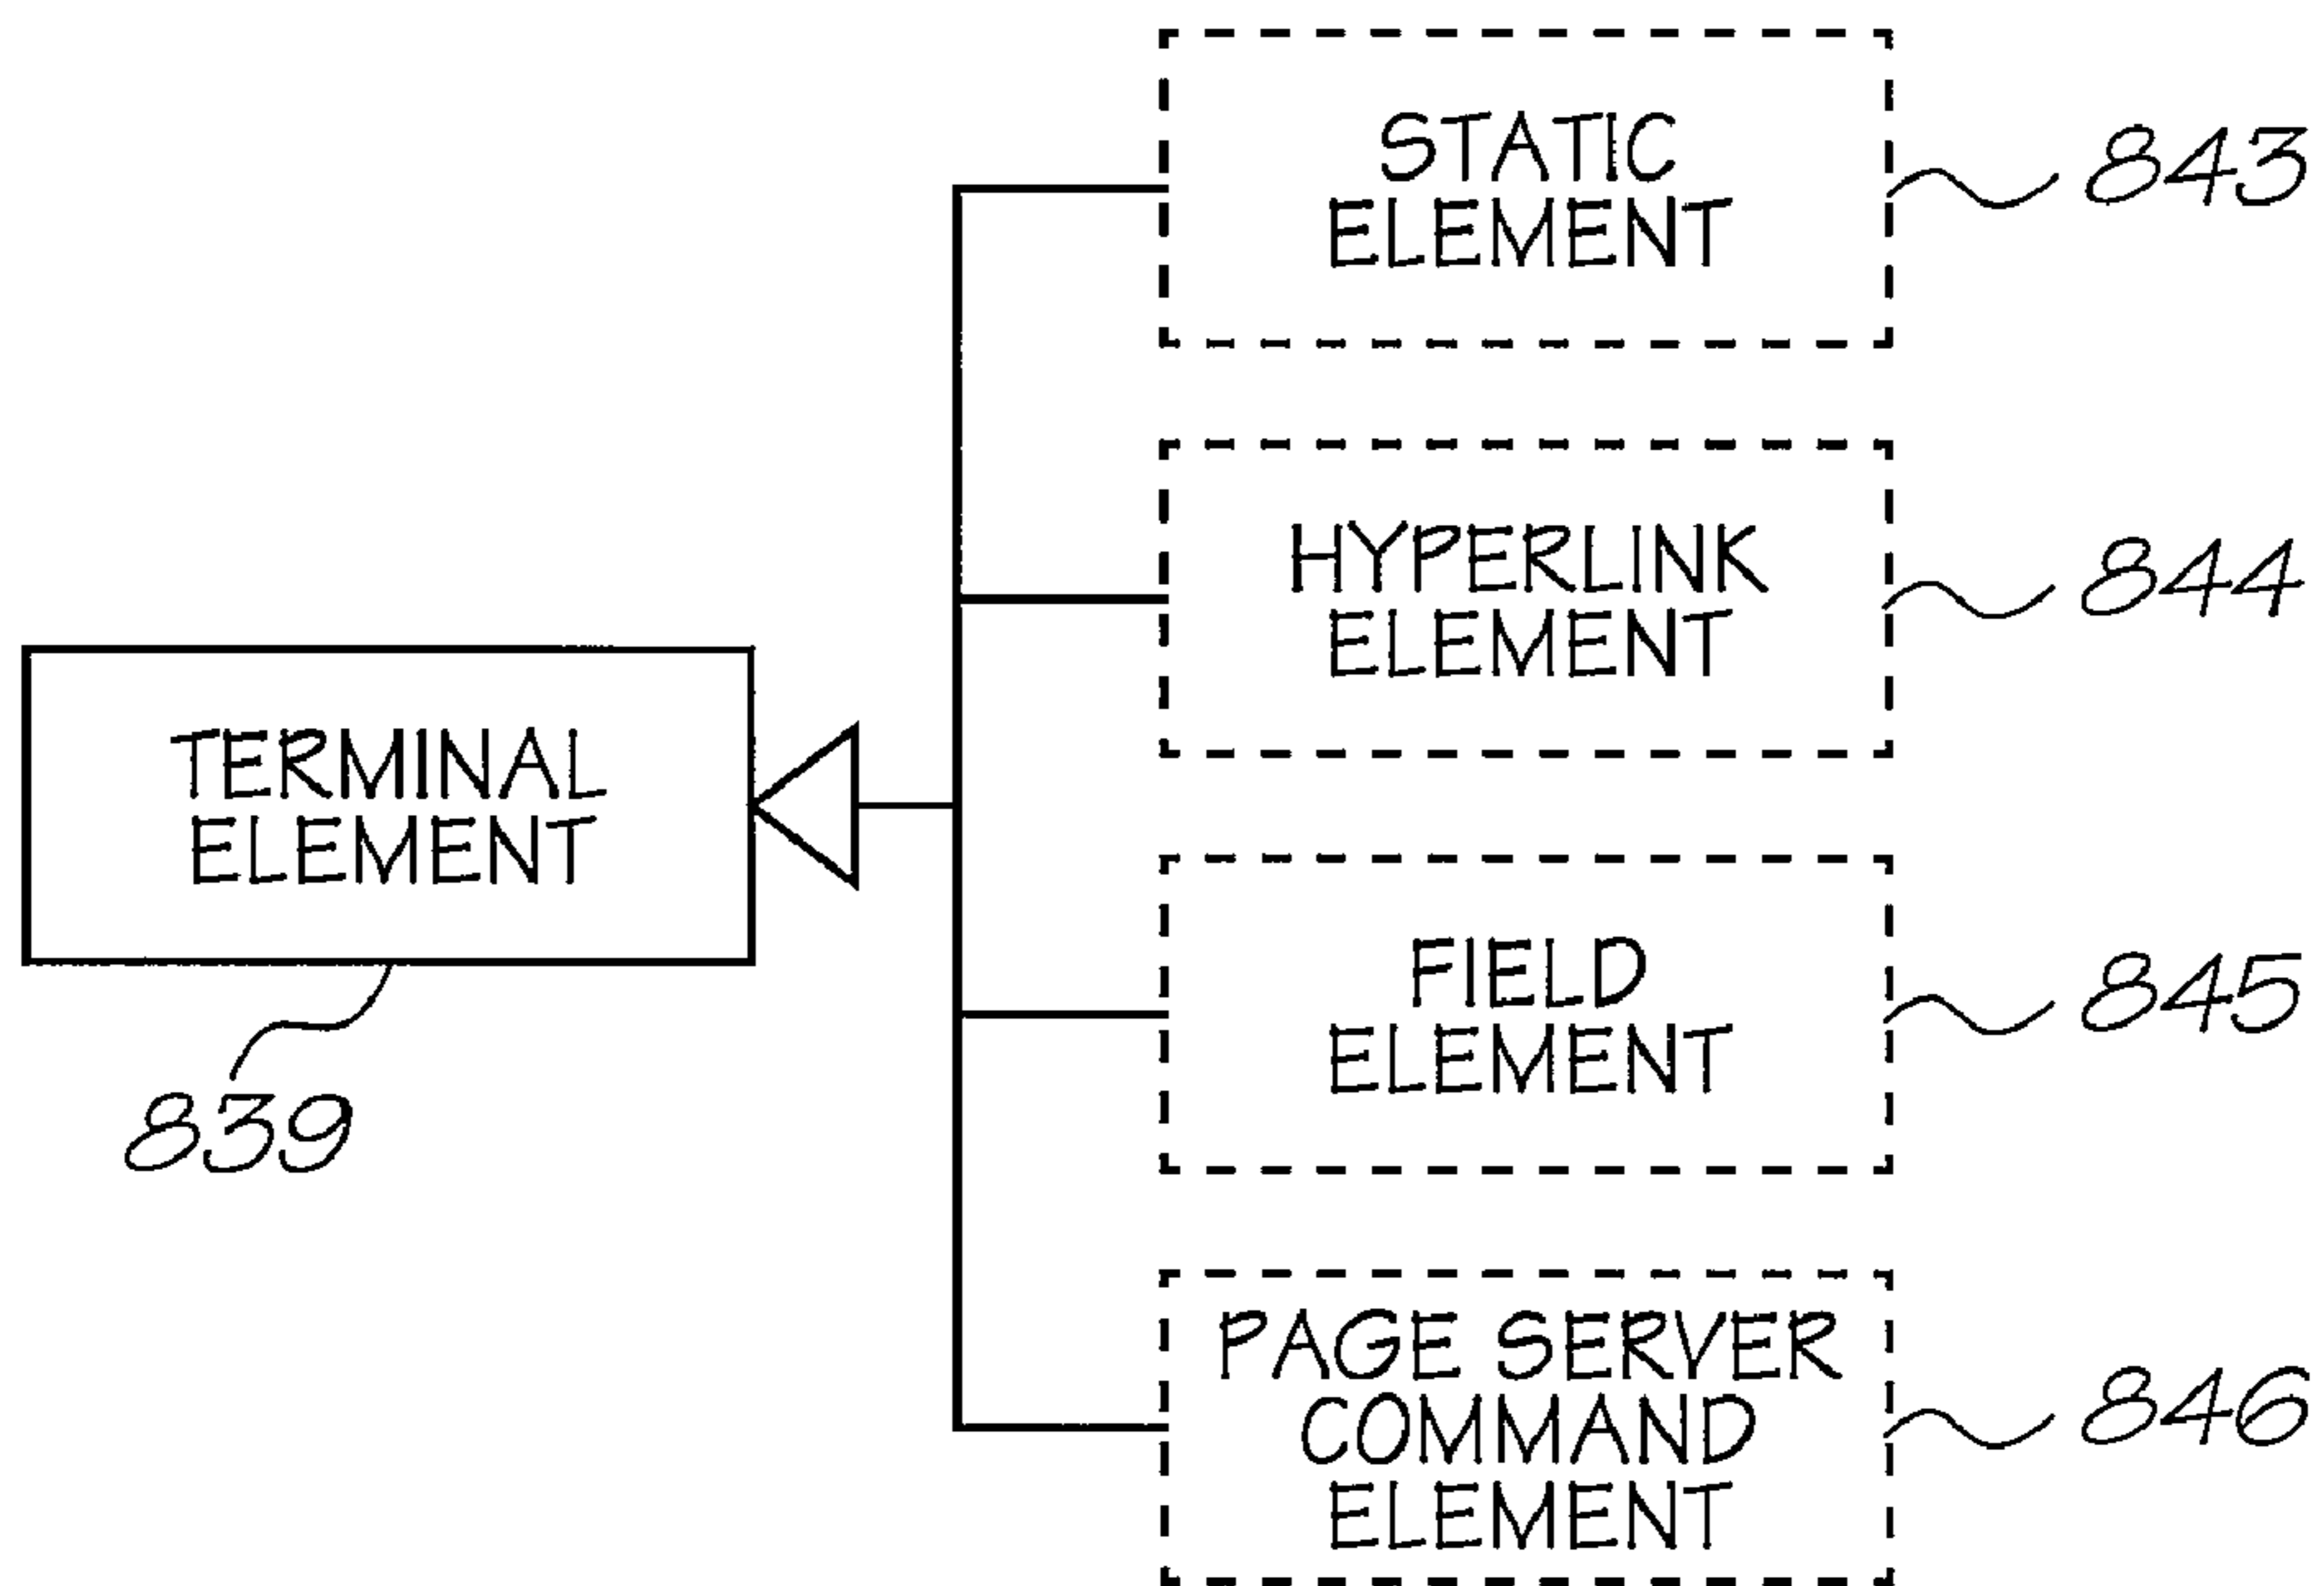 STATIC
ELEMENT
843
HYPERLINK
ELEMENT
844
TERMINAL
ELEMENT
839
FIELD
ELEMENT
845
PAGE SERVER
COMMAND
ELEMENT
846